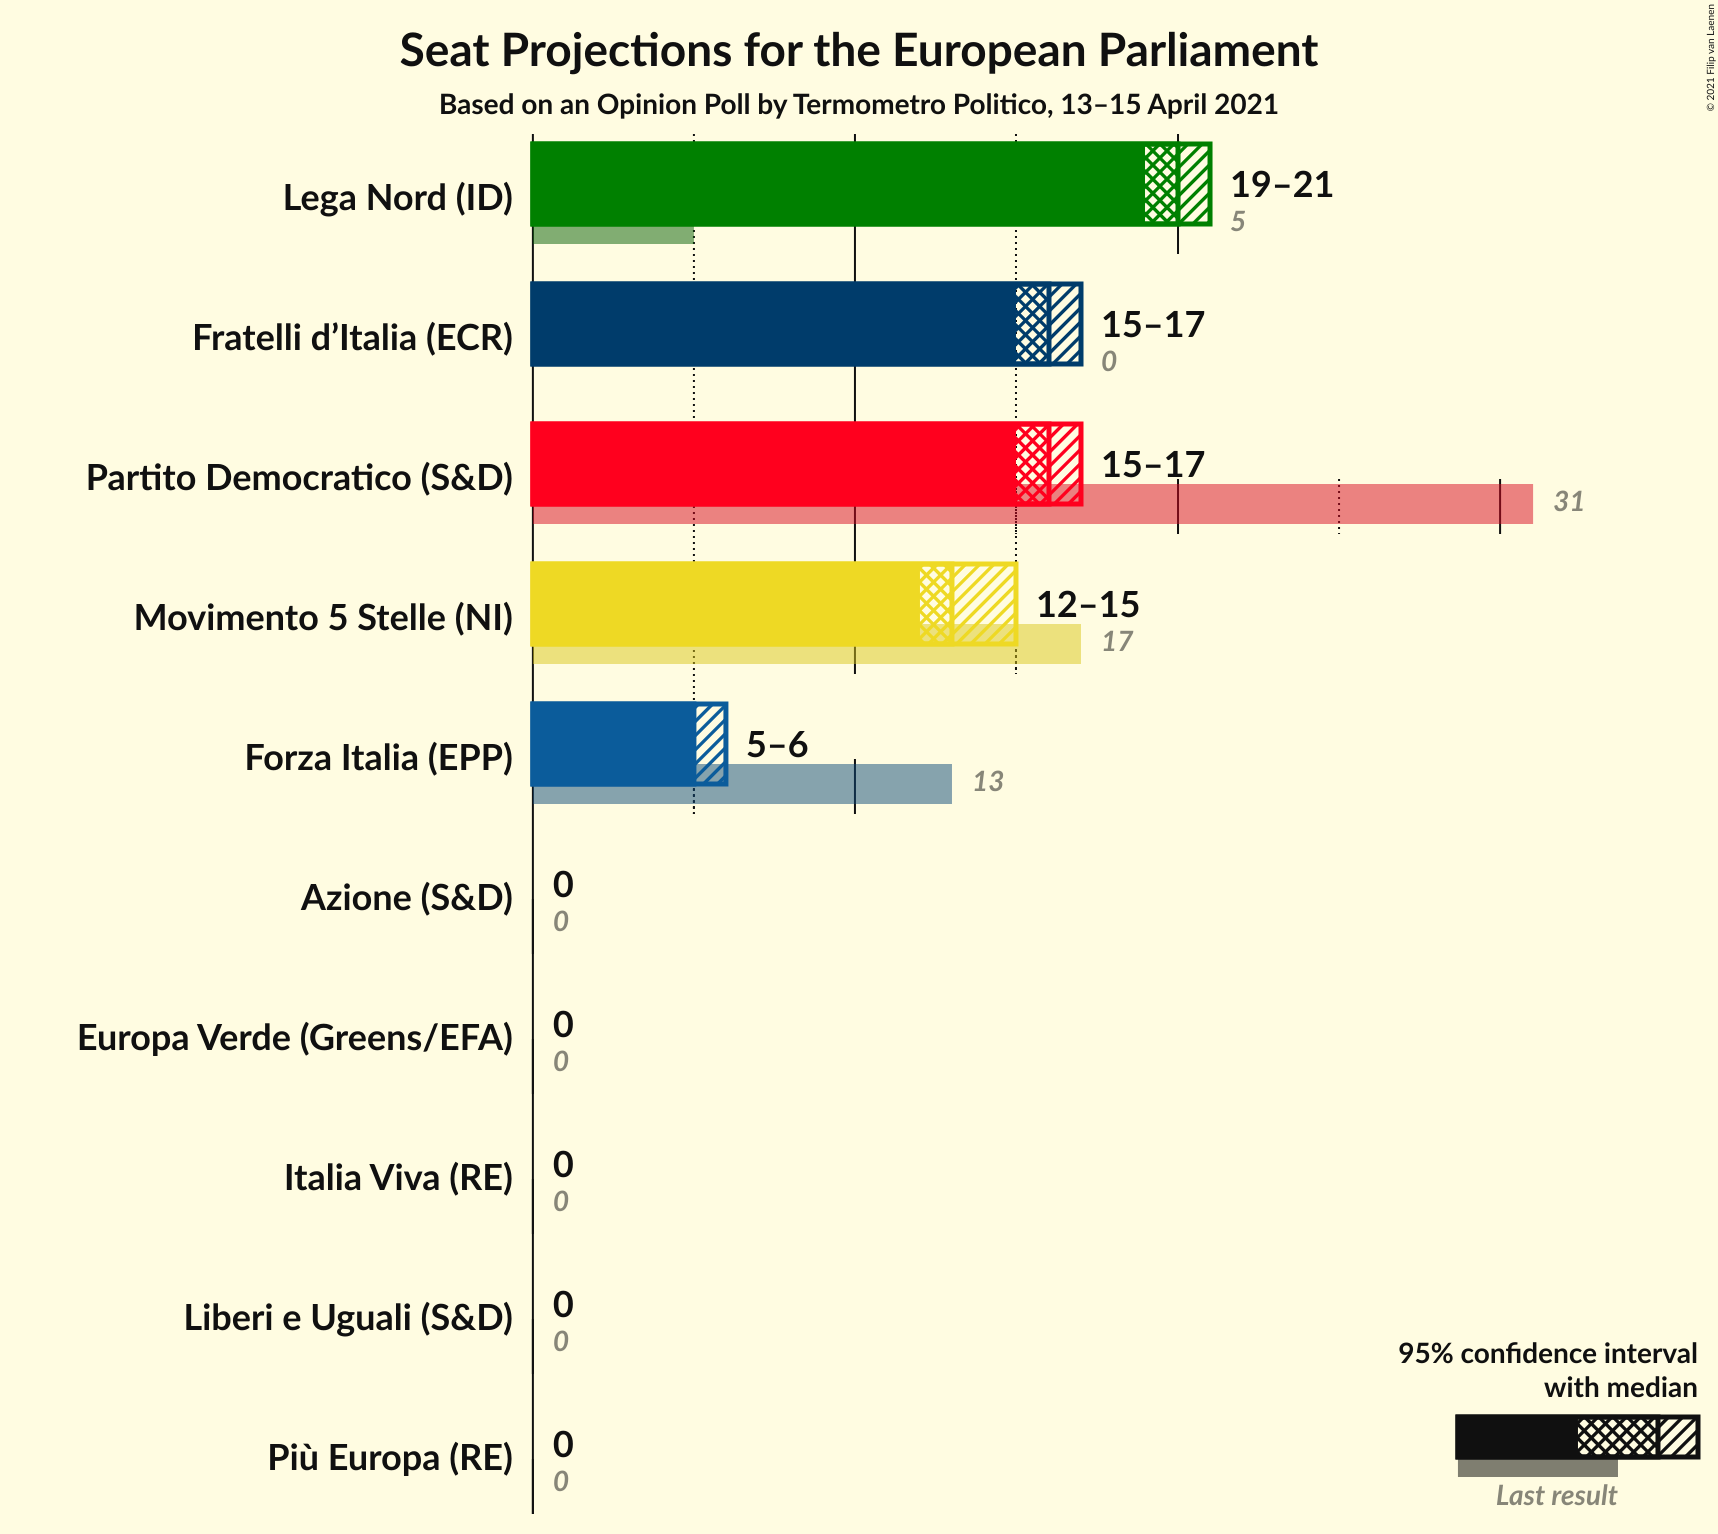 Seat Projections for the European Parliament
Based on an Opinion Poll by Termometro Politico, 13–15 April 2021
© 2021 Filip van Laenen
Lega Nord (ID)
19–21
5
Fratelli d’Italia (ECR)
15–17
0
Partito Democratico (S&D)
15–17
31
Movimento 5 Stelle (NI)
12–15
17
Forza Italia (EPP)
5–6
13
Azione (S&D)
0
0
Europa Verde (Greens/EFA)
0
0
Italia Viva (RE)
0
0
Liberi e Uguali (S&D)
0
0
Più Europa (RE)
0
0
95% confidence interval
with median
Last result